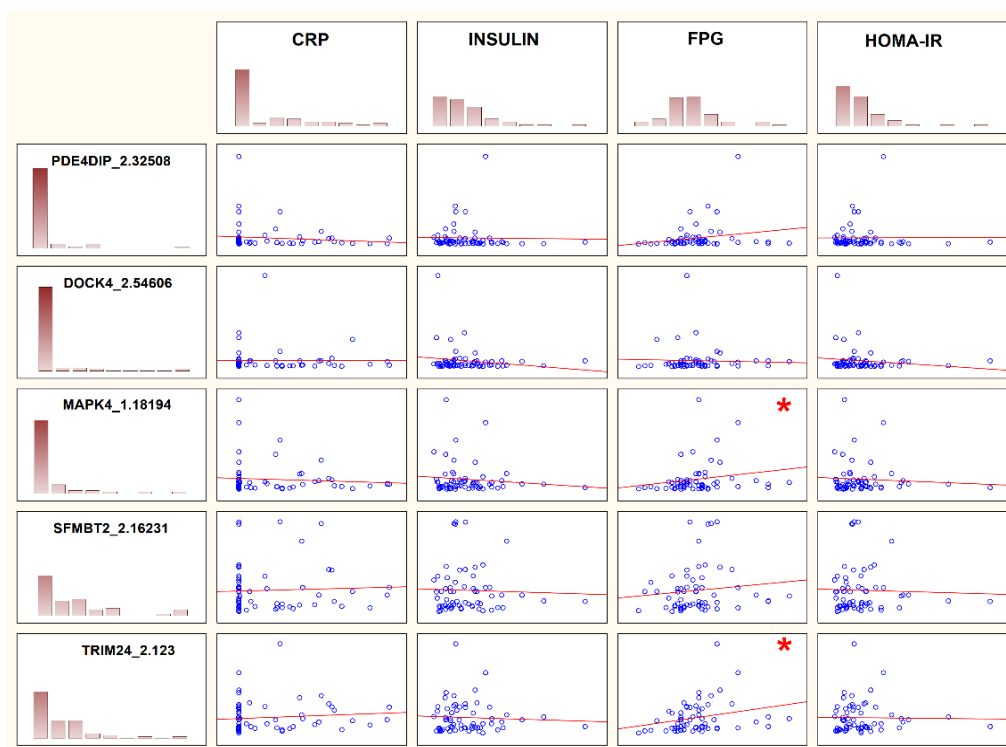 CRP
INSULIN
FPG
HOMA-IR
PDE4DIP_2.32508
DOCK4_2.54606
MAPK4_1.18194
*
SFMBT2_2.16231
TRIM24_2.123
*